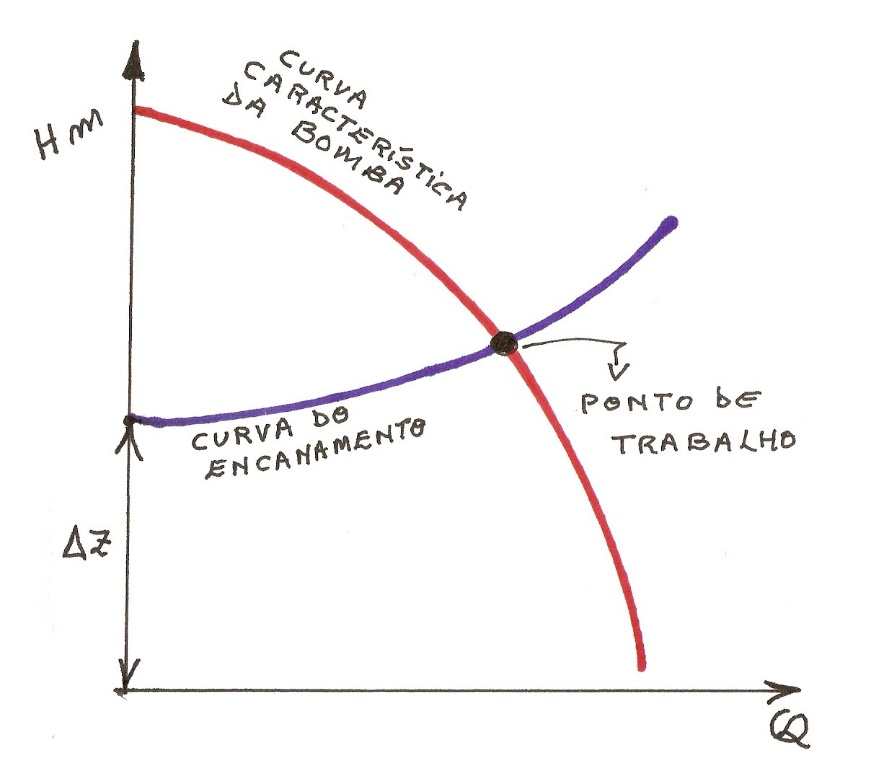 CURVA
CARACTERÍSTICA
DA BOMBA
Hm
CURVA DO
ENCANAMENTO
PONTO DE
TRABALHO
ΔZ
Q